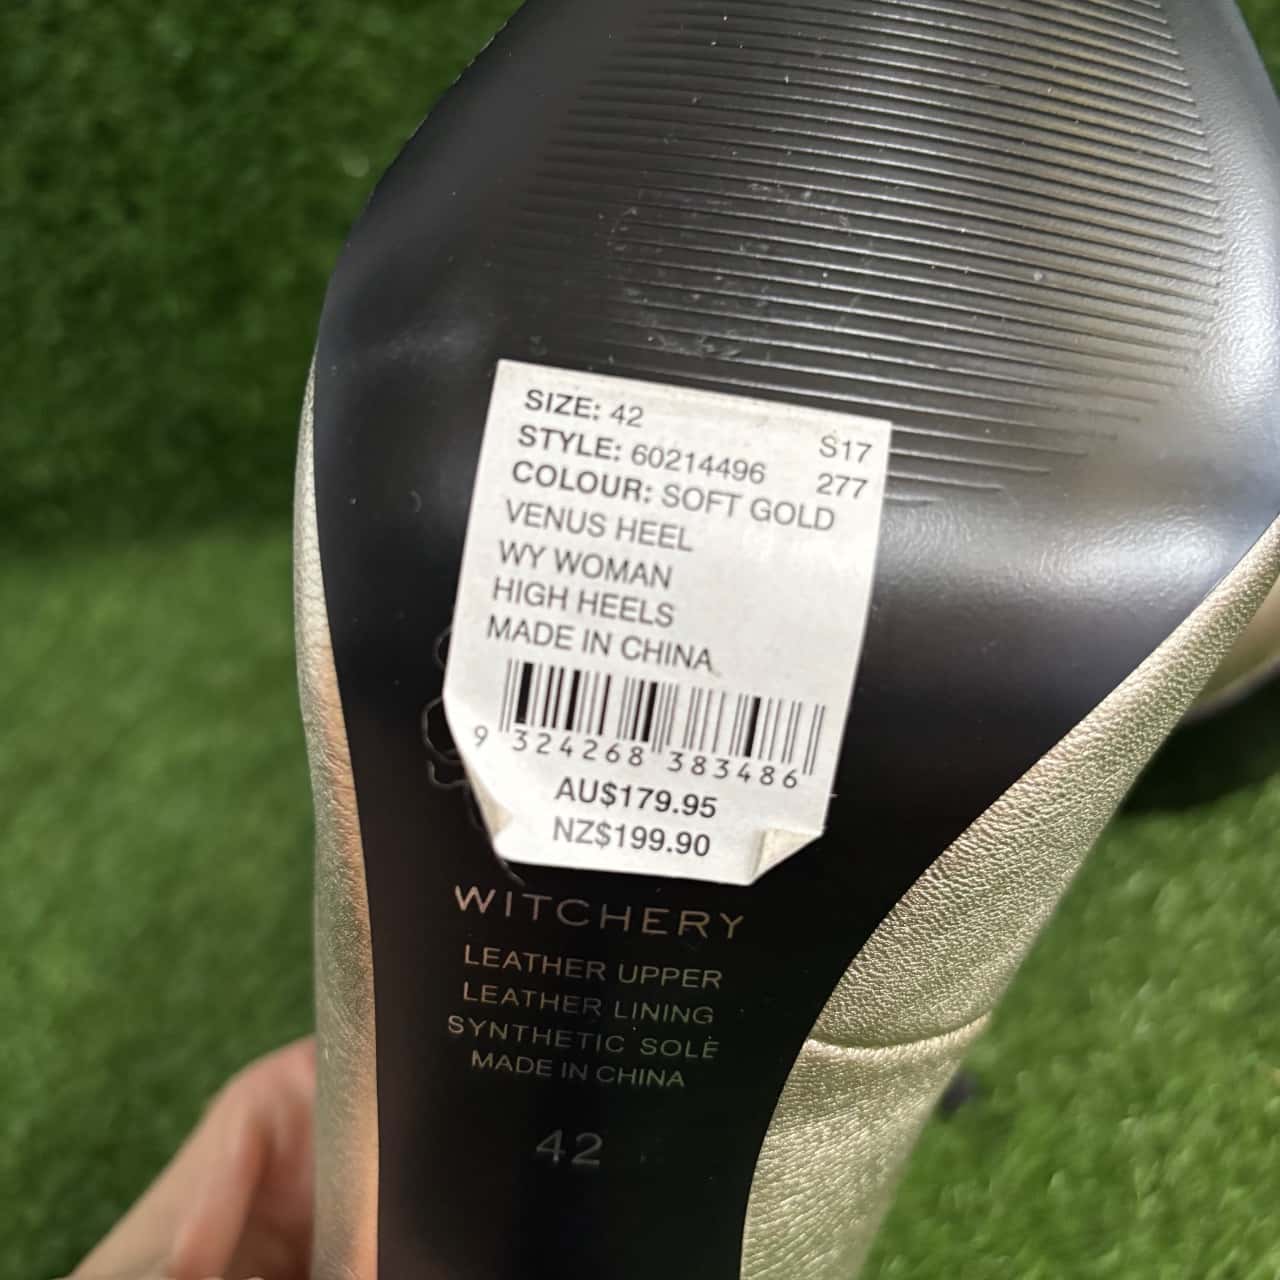 SIZE: 42
S17
STYLE: 60214496
277
COLOUR: SOFT GOLD
VENUS HEEL
WY WOMAN
HIGH HEELS
MADE IN CHINA
9 324268 383486
AU$179.95
NZ$199.90
WITCHERY
LEATHER UPPER
LEATHER LINING
SYNTHETIC SOLE
MADE IN CHINA
42